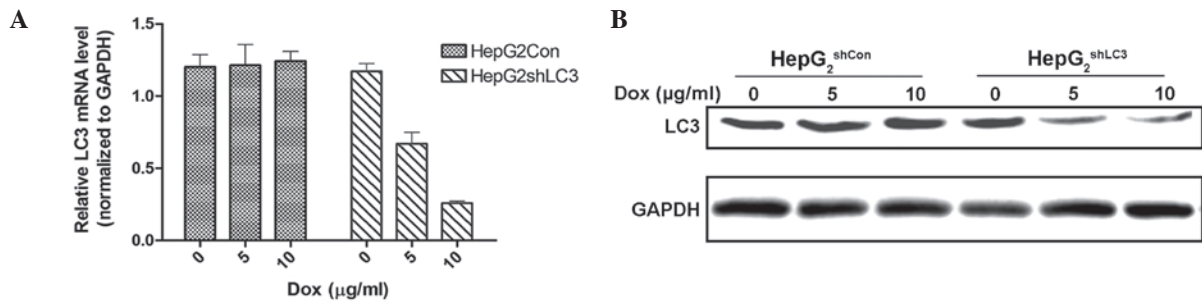 A
Relative LC3 mRNA level
(normalized to GAPDH)
1.5
1.0
0.5
0.0
HepG2Con
HepG2shLC3
0 5 10 0 5 10
Dox (μg/ml)
B
HepG2shCon HepG2shLC3
Dox (μg/ml) 0 5 10 0 5 10
LC3
GAPDH